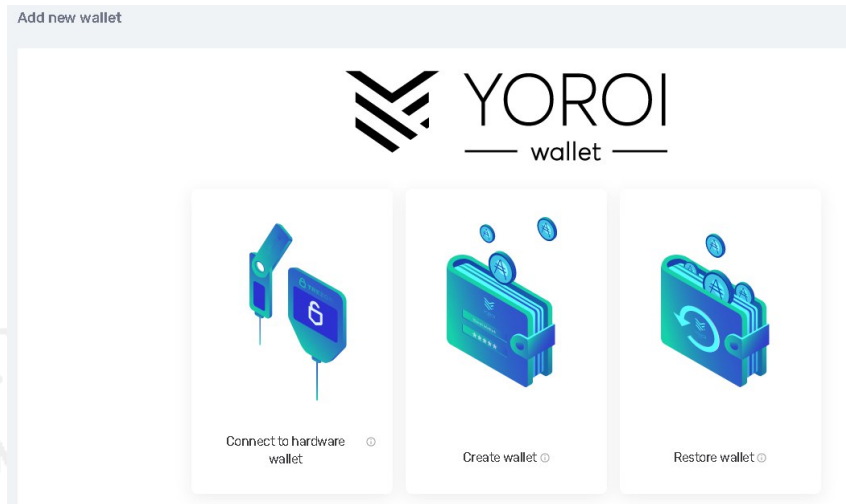 Add new wallet
YOROI
wallet
Connect to hardware
wallet
Create wallet
Restore wallet